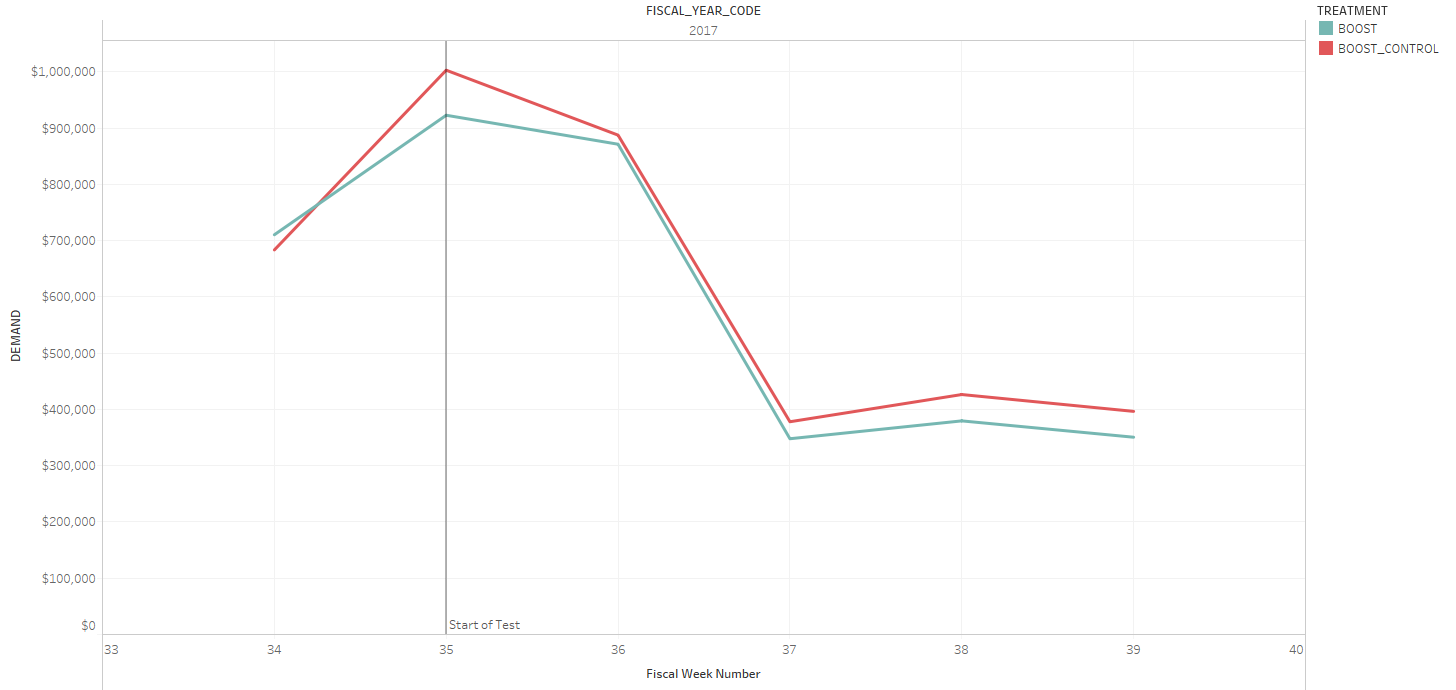 FISCAL_YEAR_CODE
2017
TREATMENT
BOOST
BOOST_CONTROL
DEMAND
$1,000,000
$900,000
$800,000
$700,000
$600,000
$500,000
$400,000
$300,000
$200,000
$100,000
$0
Start of Test
33 34 35 36 37 38 39 40
Fiscal Week Number